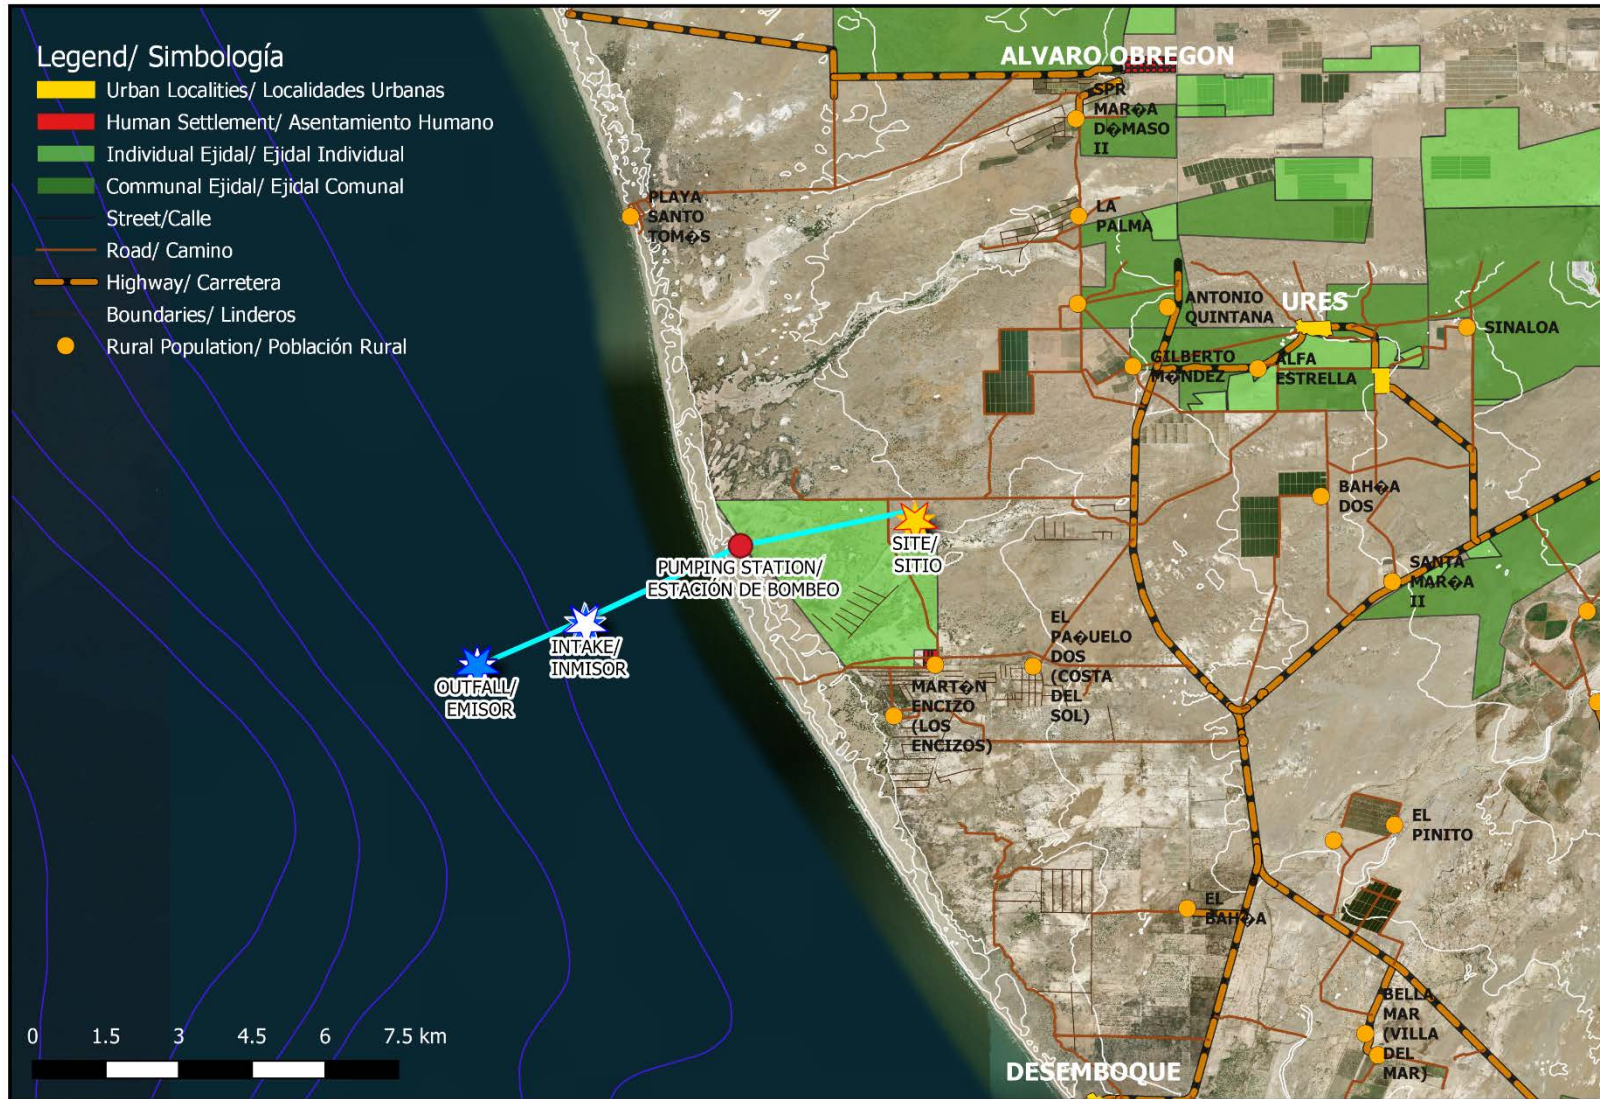 Legend/ Simbología
Urban Localities/ Localidades Urbanas
Human Settlement/ Asentamiento Humano
Individual Ejidal/ Ejidal Individual
Communal Ejidal/ Ejidal Comunal
Street/Calle
Road/ Camino
Highway/ Carretera
Boundaries/ Linderos
Rural Population/ Población Rural
ALVARO OBREGON
SPR
MAR�A
D�MASO
II
PLAYA
SANTO
TOM�S
LA
PALMA
ANTONIO
QUINTANA
URES
SINALOA
GILBERTO
M�NDEZ
ALFA
ESTRELLA
BAH�A
DOS
SITE/
SITIO
PUMPING STATION/
ESTACIÓN DE BOMBEO
SANTA
MAR�A
II
INTAKE/
INMISOR
OUTFALL/
EMISOR
EL
PA�UELO
DOS
(COSTA
DEL
SOL)
MART�N
ENCIZO
(LOS
ENCIZOS)
EL
PINITO
EL
BAH�A
BELLA
MAR
(VILLA
DEL
MAR)
DESEMBOQUE
0 1.5 3 4.5 6 7.5 km